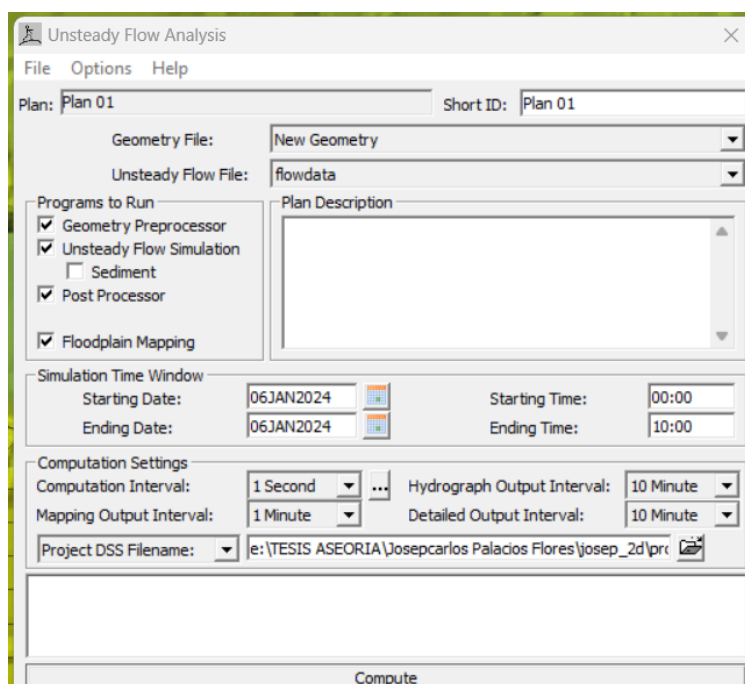 Unsteady Flow Analysis
File Options Help
Plan: Plan 01 Short ID: Plan 01
Geometry File: New Geometry
Unsteady Flow File: flowdata
Programs to Run Plan Description
Geometry Preprocessor
Unsteady Flow Simulation
Sediment
Post Processor
Floodplain Mapping
Simulation Time Window
Starting Date: 06JAN2024 Starting Time: 00:00
Ending Date: 06JAN2024 Ending Time: 10:00
Computation Settings
Computation Interval: 1 Second ... Hydrograph Output Interval: 10 Minute
Mapping Output Interval: 1 Minute Detailed Output Interval: 10 Minute
Project DSS Filename: e:\TESIS ASEORIA\Josepcarlos Palacios Flores\josep_2d\pro
Compute